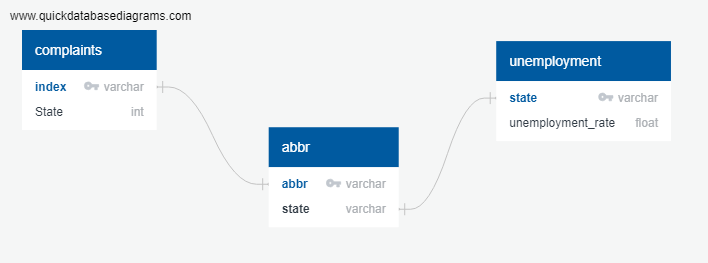 www.quickdatabasediagrams.com
complaints
index varchar
State int
abbr
abbr varchar
state varchar
unemployment
state varchar
unemployment_rate float